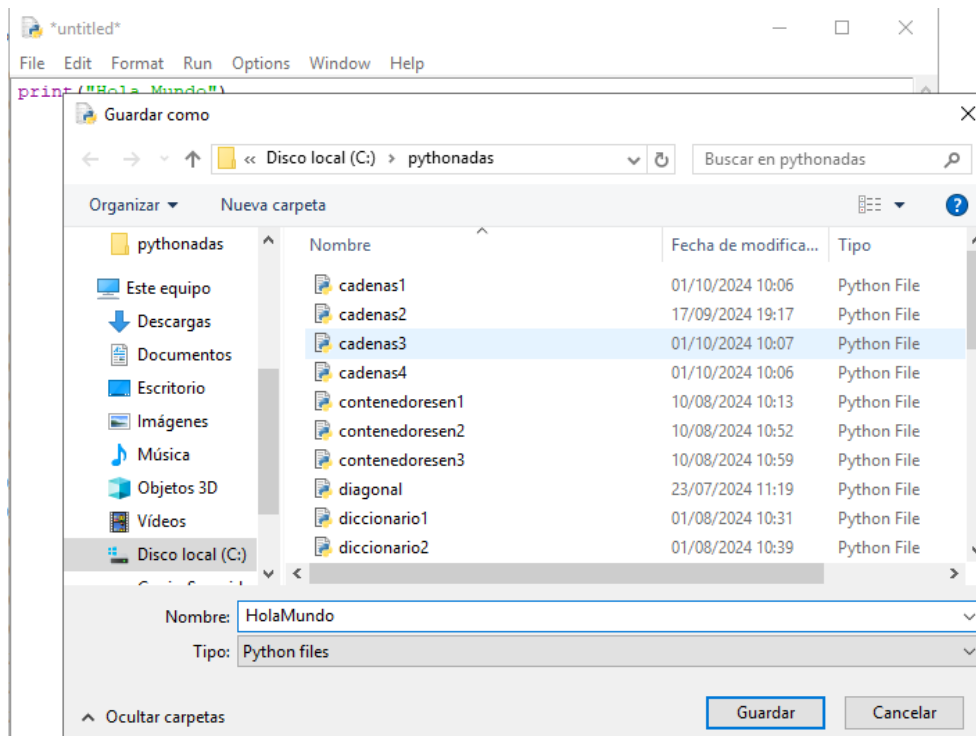 *untitled*
File Edit Format Run Options Window Help
print("Hola Mundo")
Guardar como
« Disco local (C:) > pythonadas
Buscar en pythonadas
Organizar Nueva carpeta
pythonadas
Este equipo
Descargas
Documentos
Escritorio
Imágenes
Música
Objetos 3D
Vídeos
Disco local (C:)
Nombre Fecha de modifica... Tipo
cadenas1 01/10/2024 10:06 Python File
cadenas2 17/09/2024 19:17 Python File
cadenas3 01/10/2024 10:07 Python File
cadenas4 01/10/2024 10:06 Python File
contenedoresen1 10/08/2024 10:13 Python File
contenedoresen2 10/08/2024 10:52 Python File
contenedoresen3 10/08/2024 10:59 Python File
diagonal 23/07/2024 11:19 Python File
diccionario1 01/08/2024 10:31 Python File
diccionario2 01/08/2024 10:39 Python File
Nombre: HolaMundo
Tipo: Python files
Ocultar carpetas
Guardar Cancelar